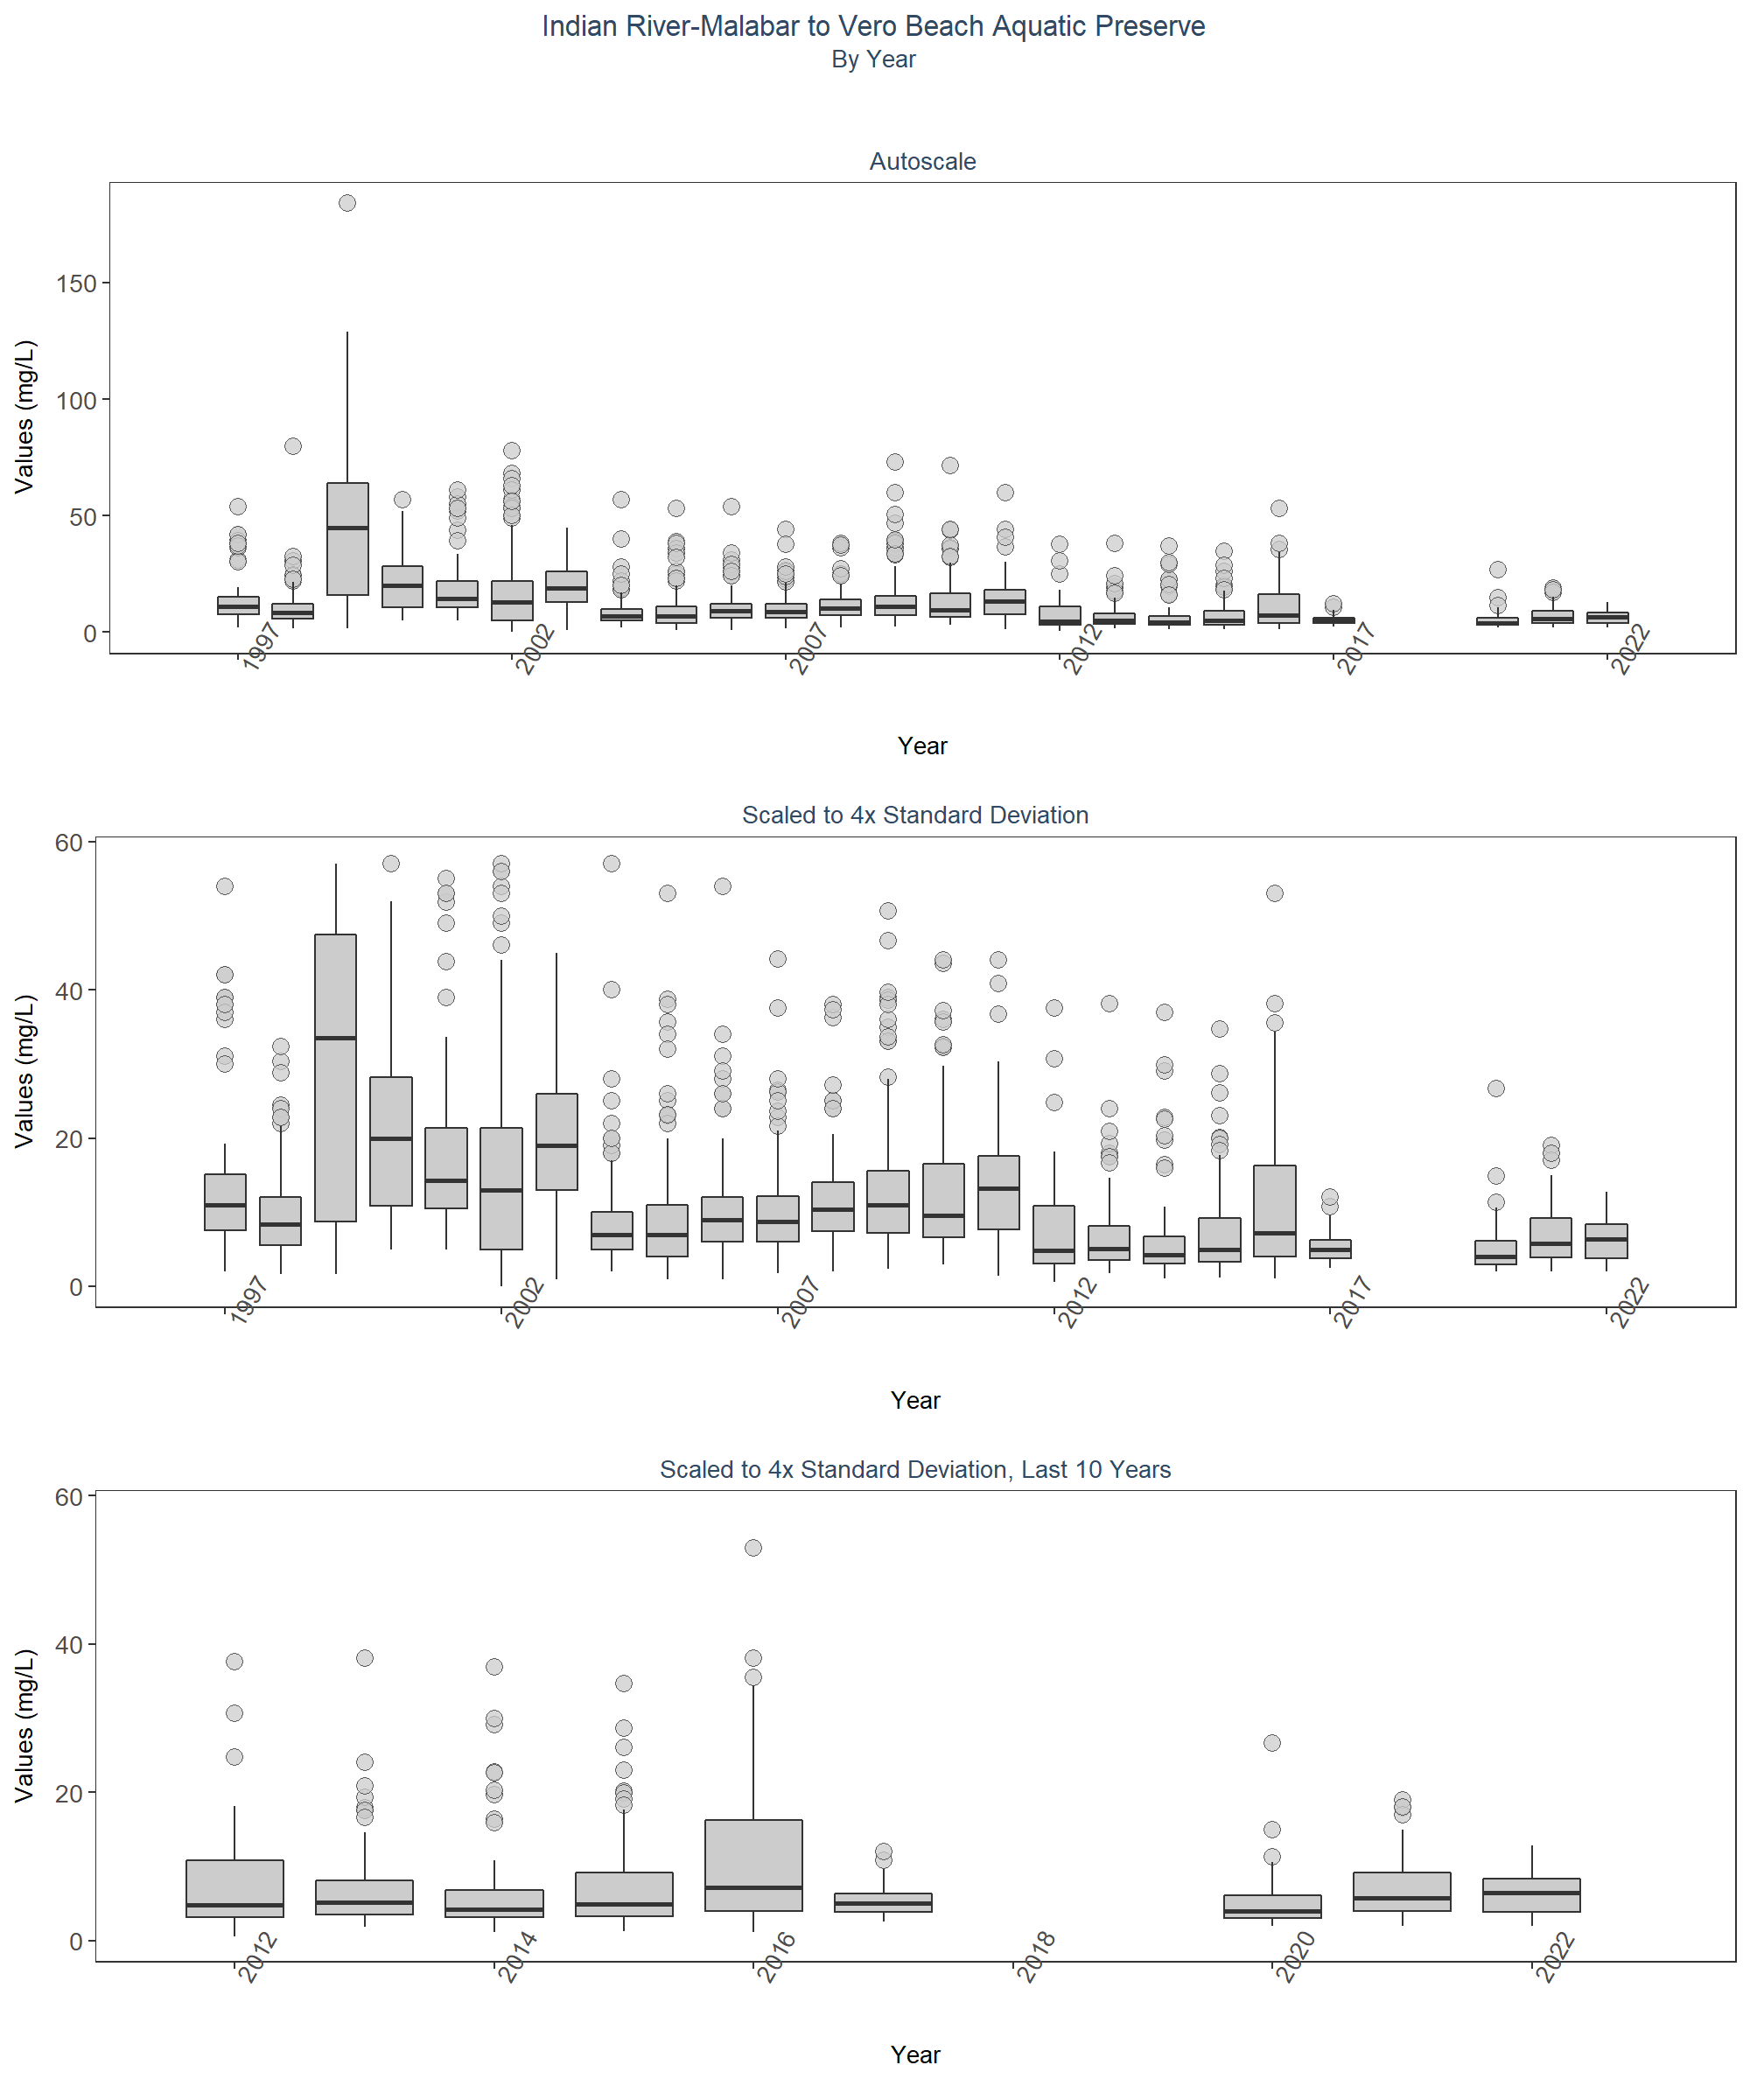 Indian River-Malabar to Vero Beach Aquatic Preserve
By Year
Autoscale
Values (mg/L)
150
100
50
0
1997
2002
2007
2012
2017
2022
Year
Scaled to 4x Standard Deviation
Values (mg/L)
60
40
20
0
1997
2002
2007
2012
2017
2022
Year
Scaled to 4x Standard Deviation, Last 10 Years
Values (mg/L)
60
40
20
0
2012
2014
2016
2018
2020
2022
Year